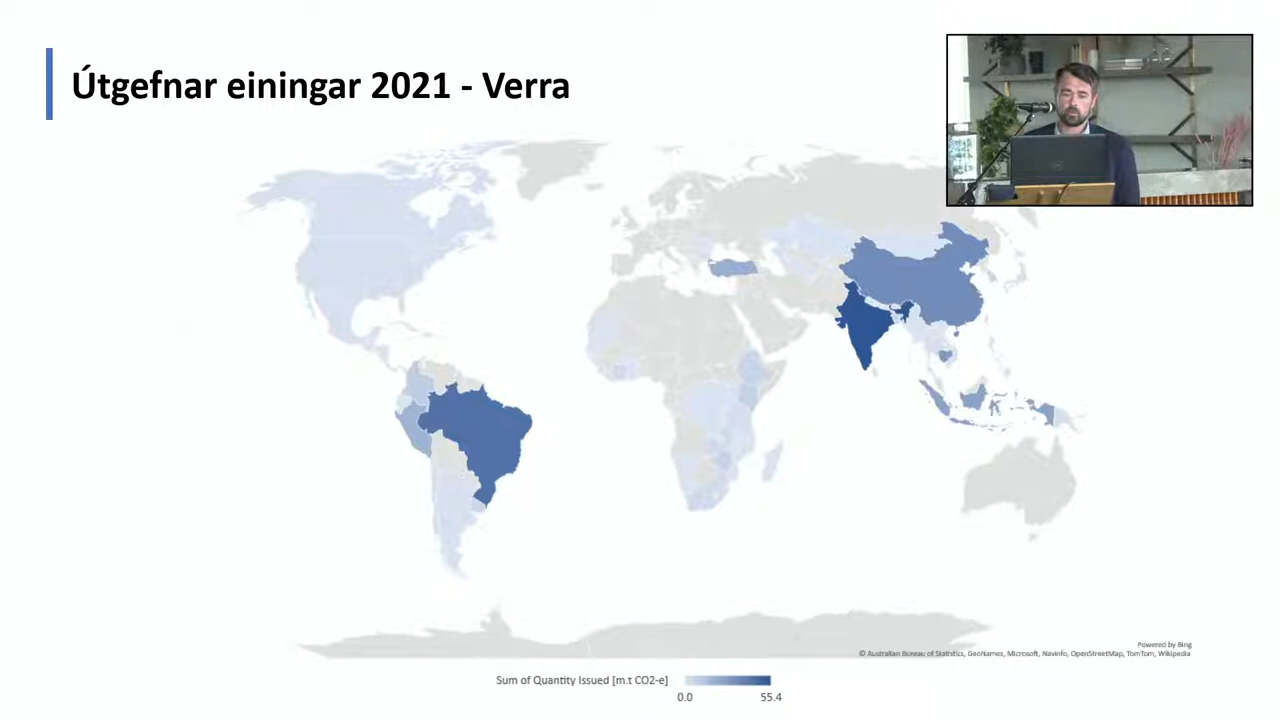 Útgefnar einingar 2021 - Verra
Powered by Bing
© Australian Bureau of Statistics, GeoNames, Microsoft, Navinfo, OpenStreetMap, TomTom, Wikipedia
Sum of Quantity Issued [m.t CO2-e]
0.0 55.4